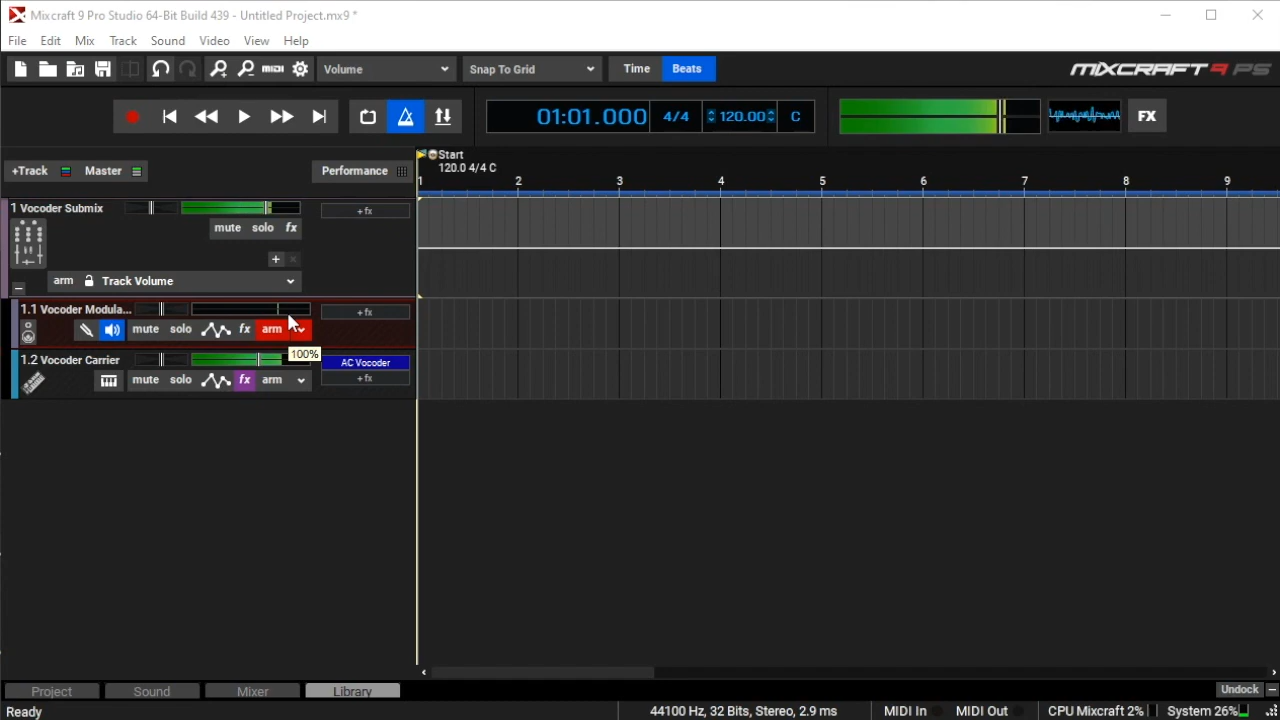 Mixcraft 9 Pro Studio 64-Bit Build 439 - Untitled Project.mx9 *
File Edit Mix Track Sound Video View Help
MIDI Volume Snap To Grid Time Beats MIXCRAFT 9 PS
01:01.000 4/4 120.00 C FX
+Track Master Performance
Start
120.0 4/4 C
1 2 3 4 5 6 7 8 9
1 Vocoder Submix +fx
mute solo fx
+ ×
arm Track Volume
1.1 Vocoder Modula... +fx
mute solo fx arm
100%
1.2 Vocoder Carrier AC Vocoder
mute solo fx arm +fx
Project Sound Mixer Library Undock
Ready 44100 Hz, 32 Bits, Stereo, 2.9 ms MIDI In MIDI Out CPU Mixcraft 2% System 26%